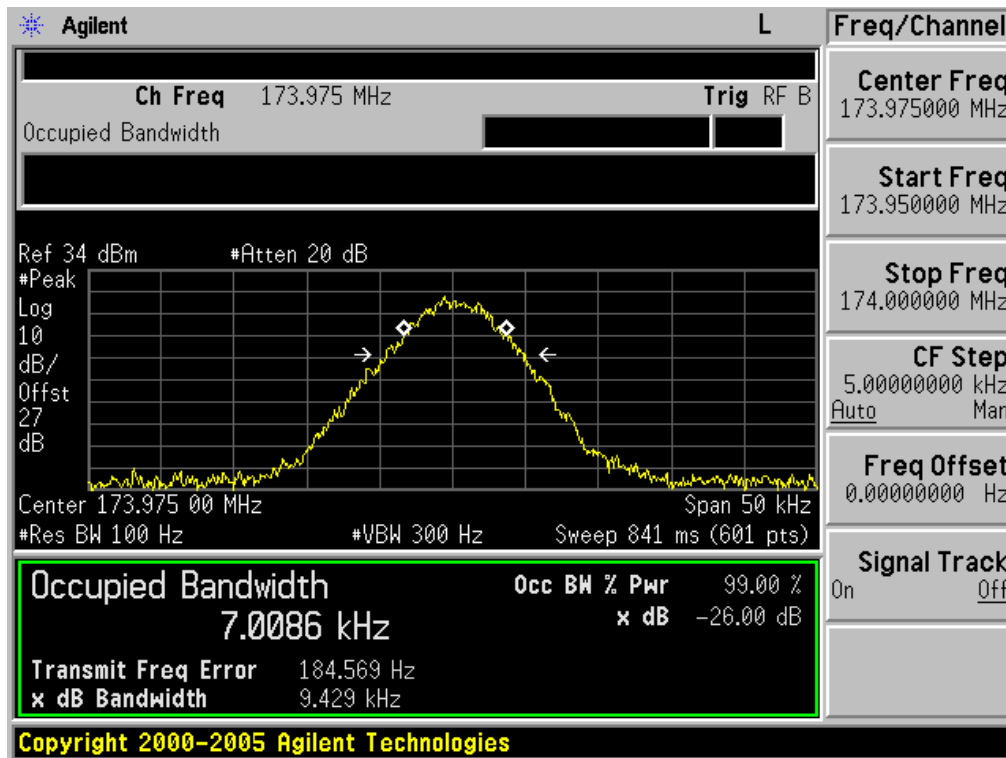 Agilent L Freq/Channel
Ch Freq 173.975 MHz Trig RF B
Occupied Bandwidth
Center Freq
173.975000 MHz
Start Freq
173.950000 MHz
Stop Freq
174.000000 MHz
CF Step
5.00000000 kHz
Auto Man
Freq Offset
0.00000000 Hz
Signal Track
On Off
Ref 34 dBm #Atten 20 dB
#Peak
Log
10
dB/
Offst
27
dB
Center 173.975 00 MHz Span 50 kHz
#Res BW 100 Hz #VBW 300 Hz Sweep 841 ms (601 pts)
Occupied Bandwidth Occ BW % Pwr 99.00 %
7.0086 kHz x dB -26.00 dB
Transmit Freq Error 184.569 Hz
x dB Bandwidth 9.429 kHz
Copyright 2000-2005 Agilent Technologies